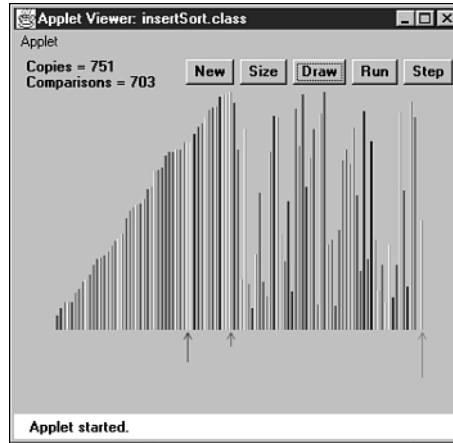 Applet Viewer: insertSort.class
Applet
Copies = 751
Comparisons = 703
New Size Draw Run Step
Applet started.